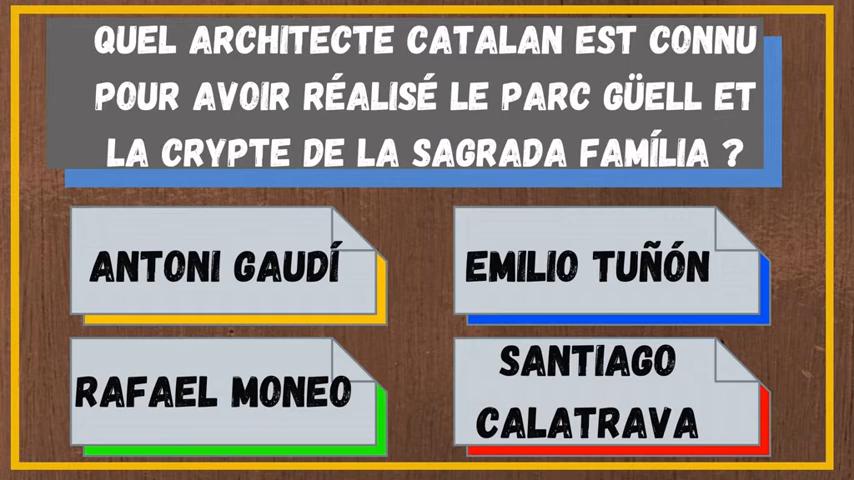 QUEL ARCHITECTE CATALAN EST CONNU
POUR AVOIR RÉALISÉ LE PARC GÜELL ET
LA CRYPTE DE LA SAGRADA FAMÍLIA ?
ANTONI GAUDÍ
EMILIO TUÑÓN
RAFAEL MONEO
SANTIAGO
CALATRAVA